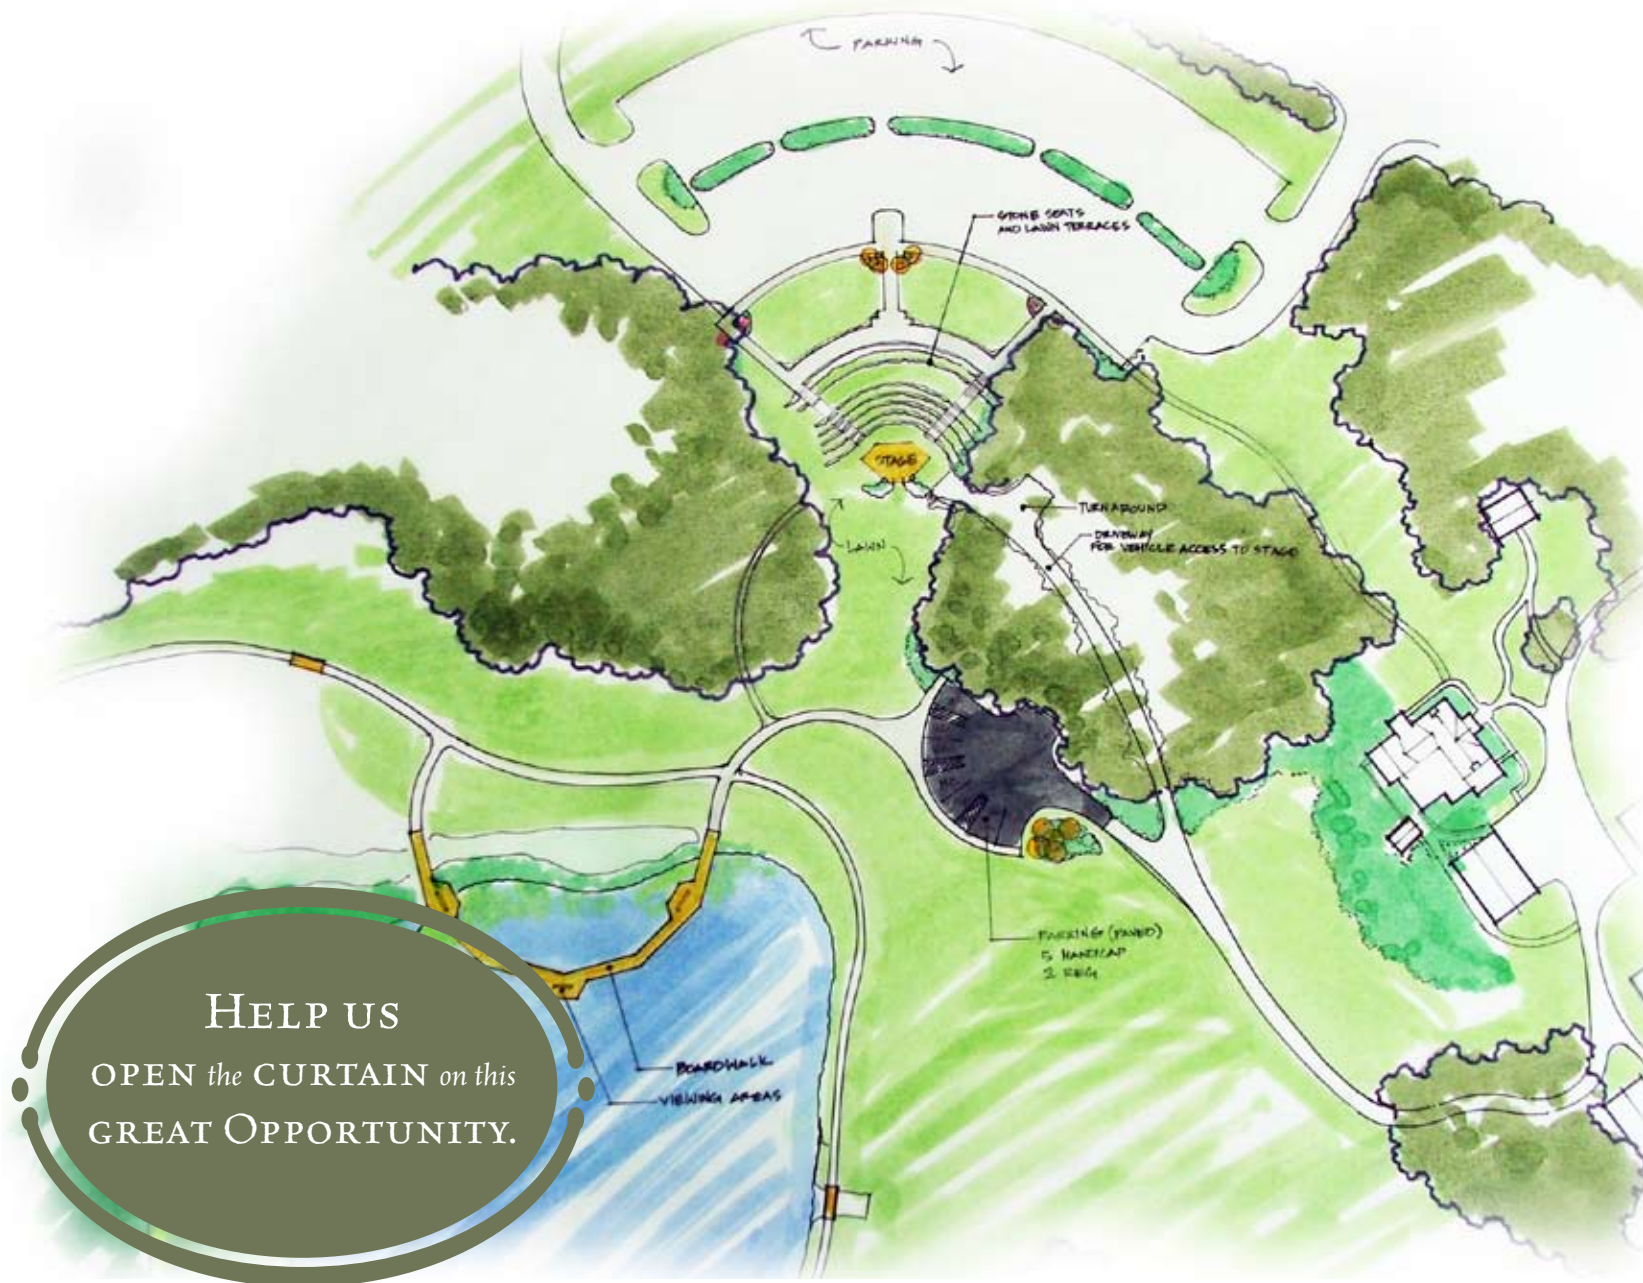 PARKING
STONE SEATS
AND LAWN TERRACES
STAGE
TURNAROUND
LAWN
DRIVEWAY
FOR VEHICLE ACCESS TO STAGE
PARKING (PAVED)
5 HANDICAP
2 REG
BOARDWALK
VIEWING AREAS
HELP US
OPEN the CURTAIN on this
GREAT OPPORTUNITY.